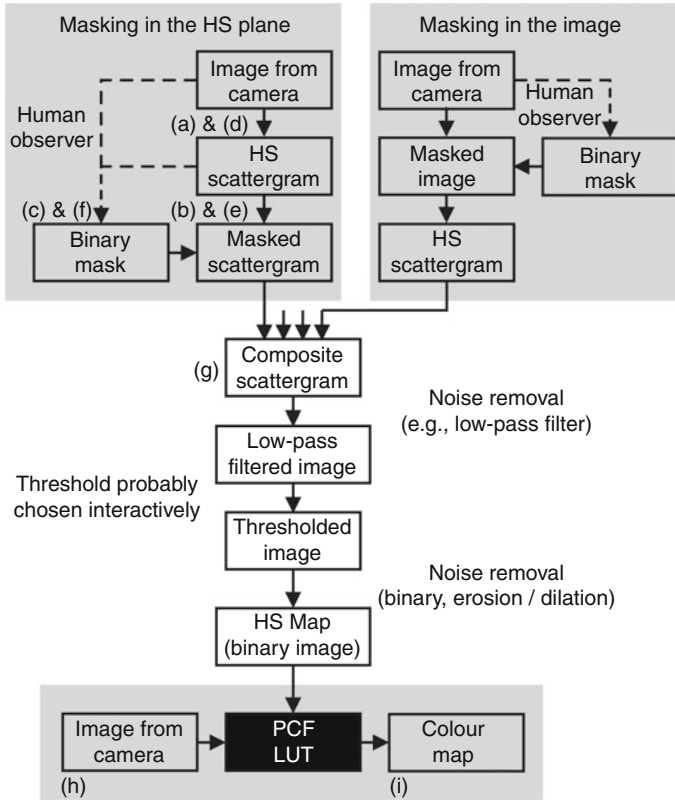 Masking in the HS plane
Image from
camera
Human
observer
(a) & (d)
HS
scattergram
(c) & (f)
(b) & (e)
Binary
mask
Masked
scattergram
Masking in the image
Image from
camera
Human
observer
Masked
image
Binary
mask
HS
scattergram
(g)
Composite
scattergram
Noise removal
(e.g., low-pass filter)
Low-pass
filtered image
Threshold probably
chosen interactively
Thresholded
image
Noise removal
(binary, erosion / dilation)
HS Map
(binary image)
Image from
camera
(h)
PCF
LUT
Colour
map
(i)